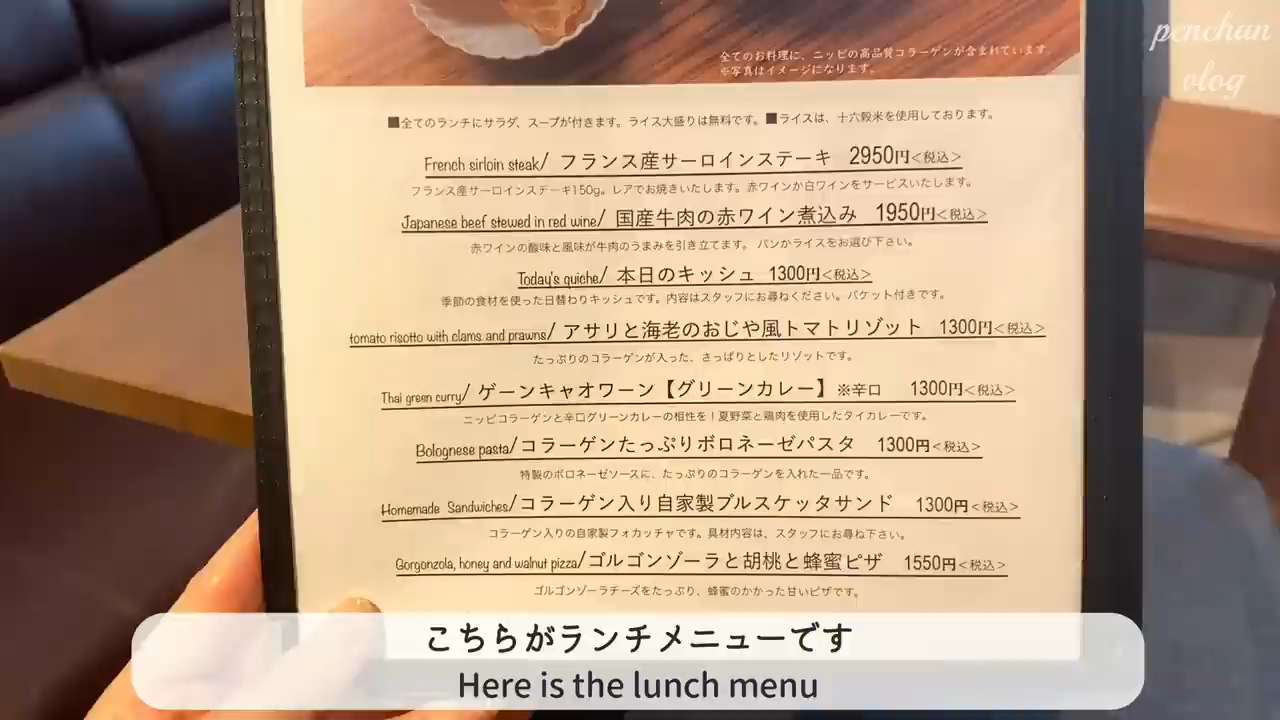 penchan
vlog
全てのお料理に、ニッピの高品質コラーゲンが含まれています。
※写真はイメージになります。
■全てのランチにサラダ、スープが付きます。ライス大盛りは無料です。■ライスは、十六穀米を使用しております。
French sirloin steak/ フランス産サーロインステーキ 2950円<税込>
フランス産サーロインステーキ150g。レアでお焼きいたします。赤ワインか白ワインをサービスいたします。
Japanese beef stewed in red wine/ 国産牛肉の赤ワイン煮込み 1950円<税込>
赤ワインの酸味と風味が牛肉のうまみを引き立てます。 パンかライスをお選び下さい。
Today's quiche/ 本日のキッシュ 1300円<税込>
季節の食材を使った日替わりキッシュです。内容はスタッフにお尋ねください。バケット付きです。
tomato risotto with clams and prawns/ アサリと海老のおじや風トマトリゾット 1300円<税込>
たっぷりのコラーゲンが入った、さっぱりとしたリゾットです。
Thai green curry/ ゲーンキャオワーン【グリーンカレー】※辛口 1300円<税込>
ニッピコラーゲンと辛口グリーンカレーの相性を!夏野菜と鶏肉を使用したタイカレーです。
Bolognese pasta/コラーゲンたっぷりボロネーゼパスタ 1300円<税込>
特製のボロネーゼソースに、たっぷりのコラーゲンを入れた一品です。
Homemade Sandwiches/コラーゲン入り自家製ブルスケッタサンド 1300円<税込>
コラーゲン入りの自家製フォカッチャです。具材内容は、スタッフにお尋ね下さい。
Gorgonzola, honey and walnut pizza/ゴルゴンゾーラと胡桃と蜂蜜ピザ 1550円<税込>
ゴルゴンゾーラチーズをたっぷり、蜂蜜のかかった甘いピザです。
こちらがランチメニューです
Here is the lunch menu